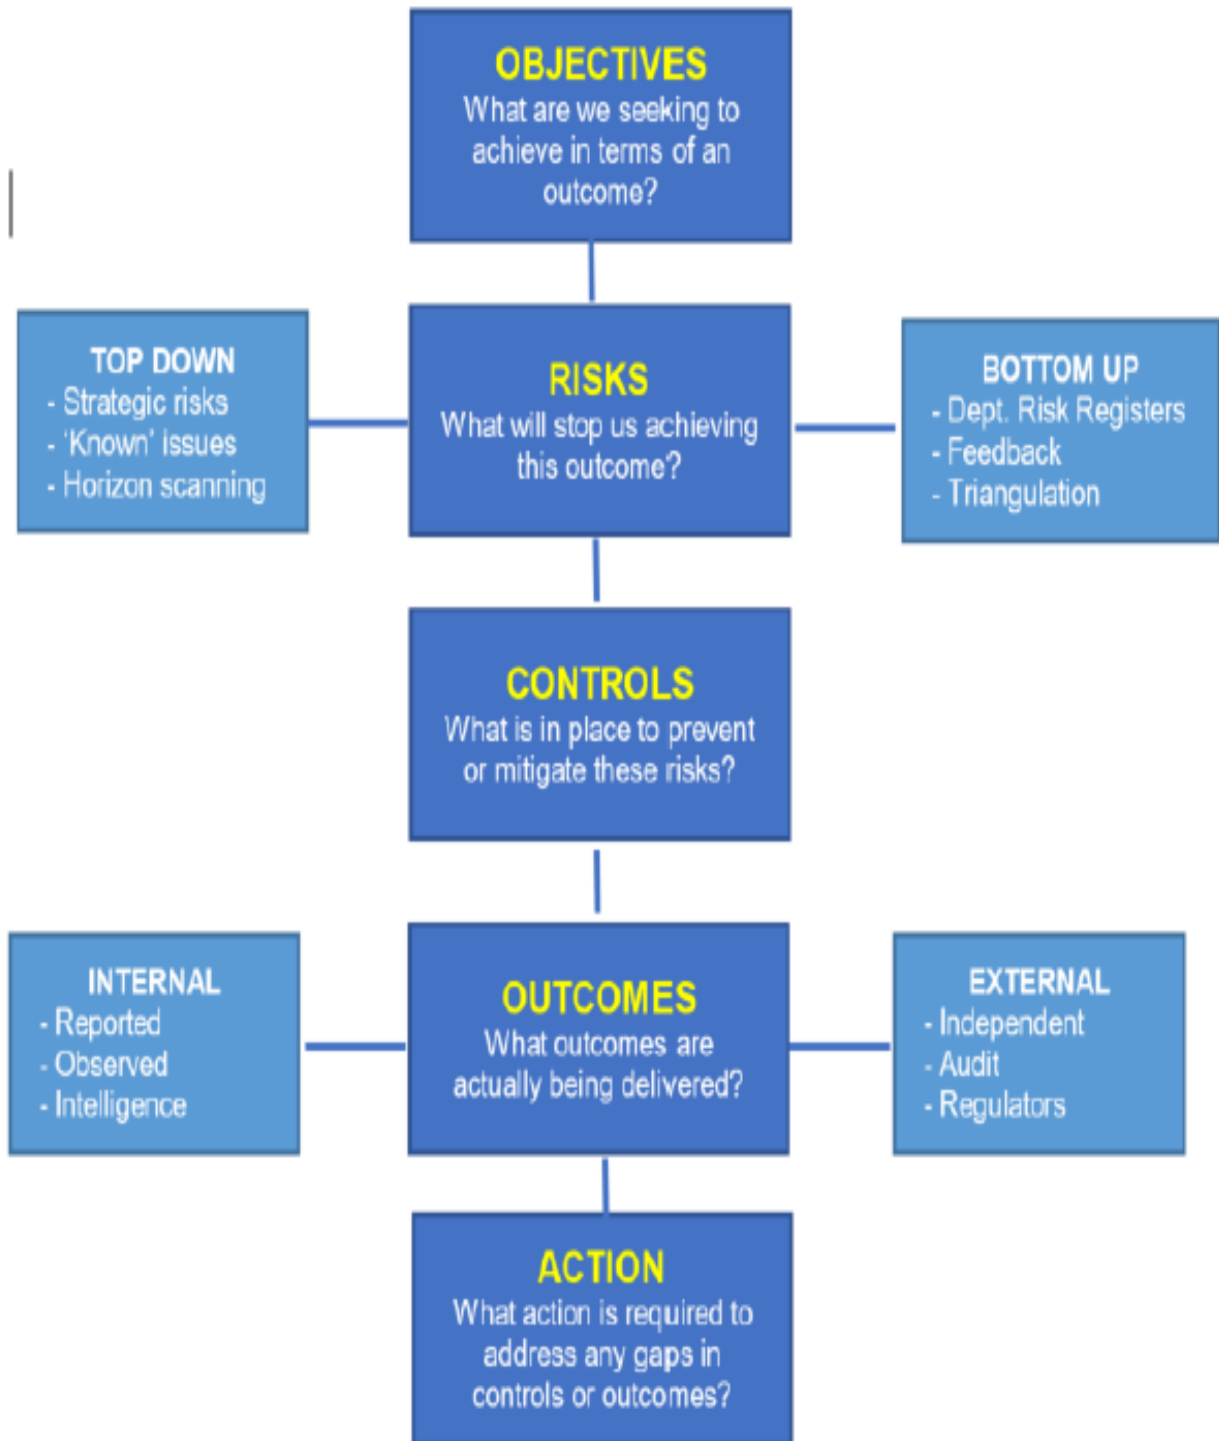 OBJECTIVES
What are we seeking to
achieve in terms of an
outcome?
TOP DOWN
- Strategic risks
- ‘Known’ issues
- Horizon scanning
RISKS
What will stop us achieving
this outcome?
BOTTOM UP
- Dept. Risk Registers
- Feedback
- Triangulation
CONTROLS
What is in place to prevent
or mitigate these risks?
INTERNAL
- Reported
- Observed
- Intelligence
OUTCOMES
What outcomes are
actually being delivered?
EXTERNAL
- Independent
- Audit
- Regulators
ACTION
What action is required to
address any gaps in
controls or outcomes?